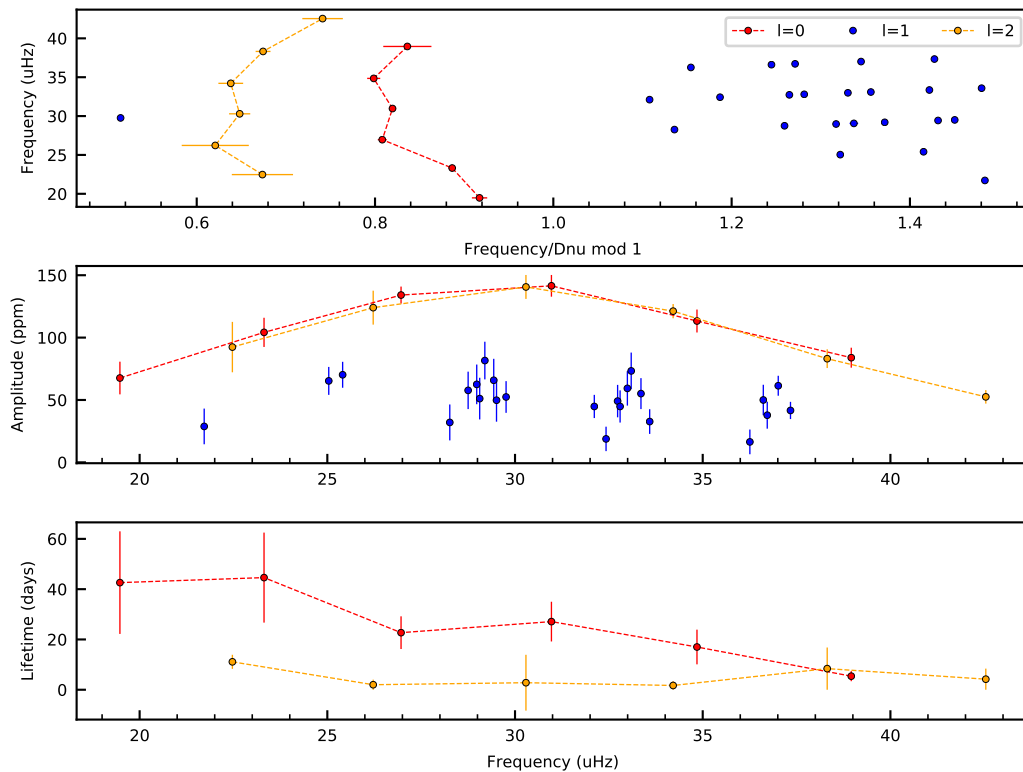 l=0 l=1 l=2
Frequency (uHz)
40
35
30
25
20
0.6 0.8 1.0 1.2 1.4
Frequency/Dnu mod 1
Amplitude (ppm)
150
100
50
0
20 25 30 35 40
Lifetime (days)
60
40
20
0
20 25 30 35 40
Frequency (uHz)